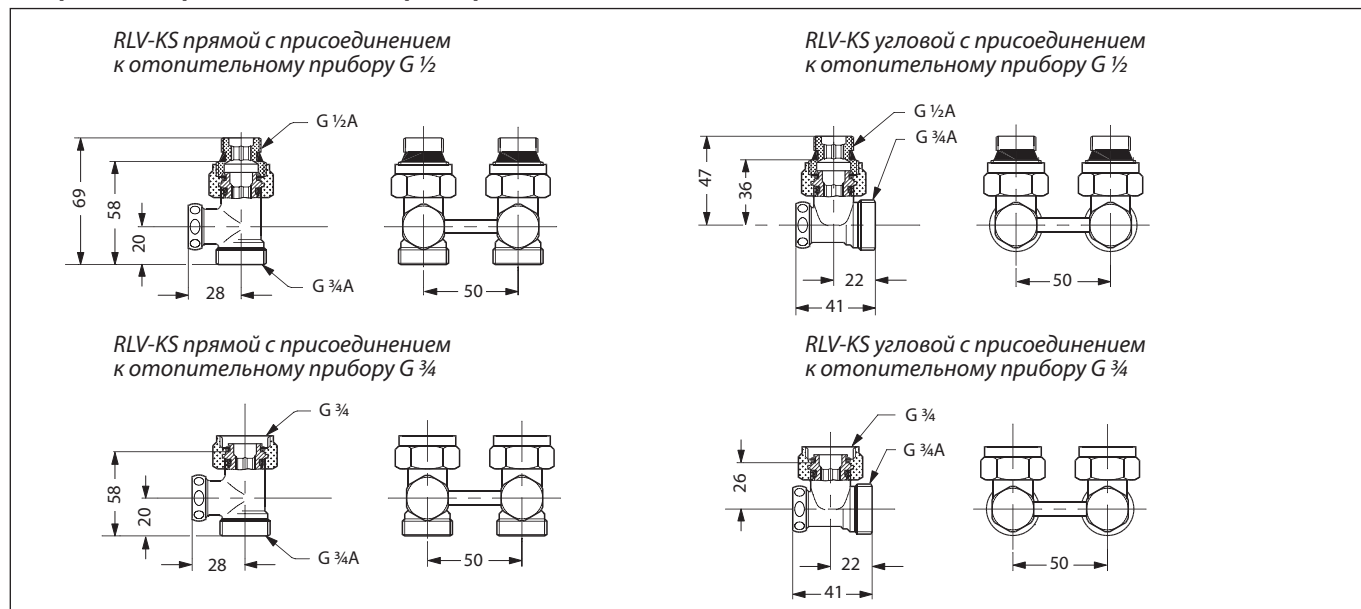 RLV-KS прямой с присоединением
к отопительному прибору G ½
G ½A
69
58
20
28
G ¾A
50
RLV-KS угловой с присоединением
к отопительному прибору G ½
G ½A
G ¾A
47
36
22
41
50
RLV-KS прямой с присоединением
к отопительному прибору G ¾
G ¾
58
20
28
G ¾A
50
RLV-KS угловой с присоединением
к отопительному прибору G ¾
G ¾
G ¾A
26
22
41
50